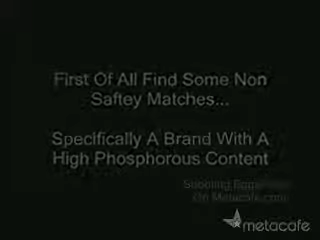 First Of All Find Some Non
Saftey Matches...
Specifically A Brand With A
High Phosphorous Content
On Metacafe.com
metacafe